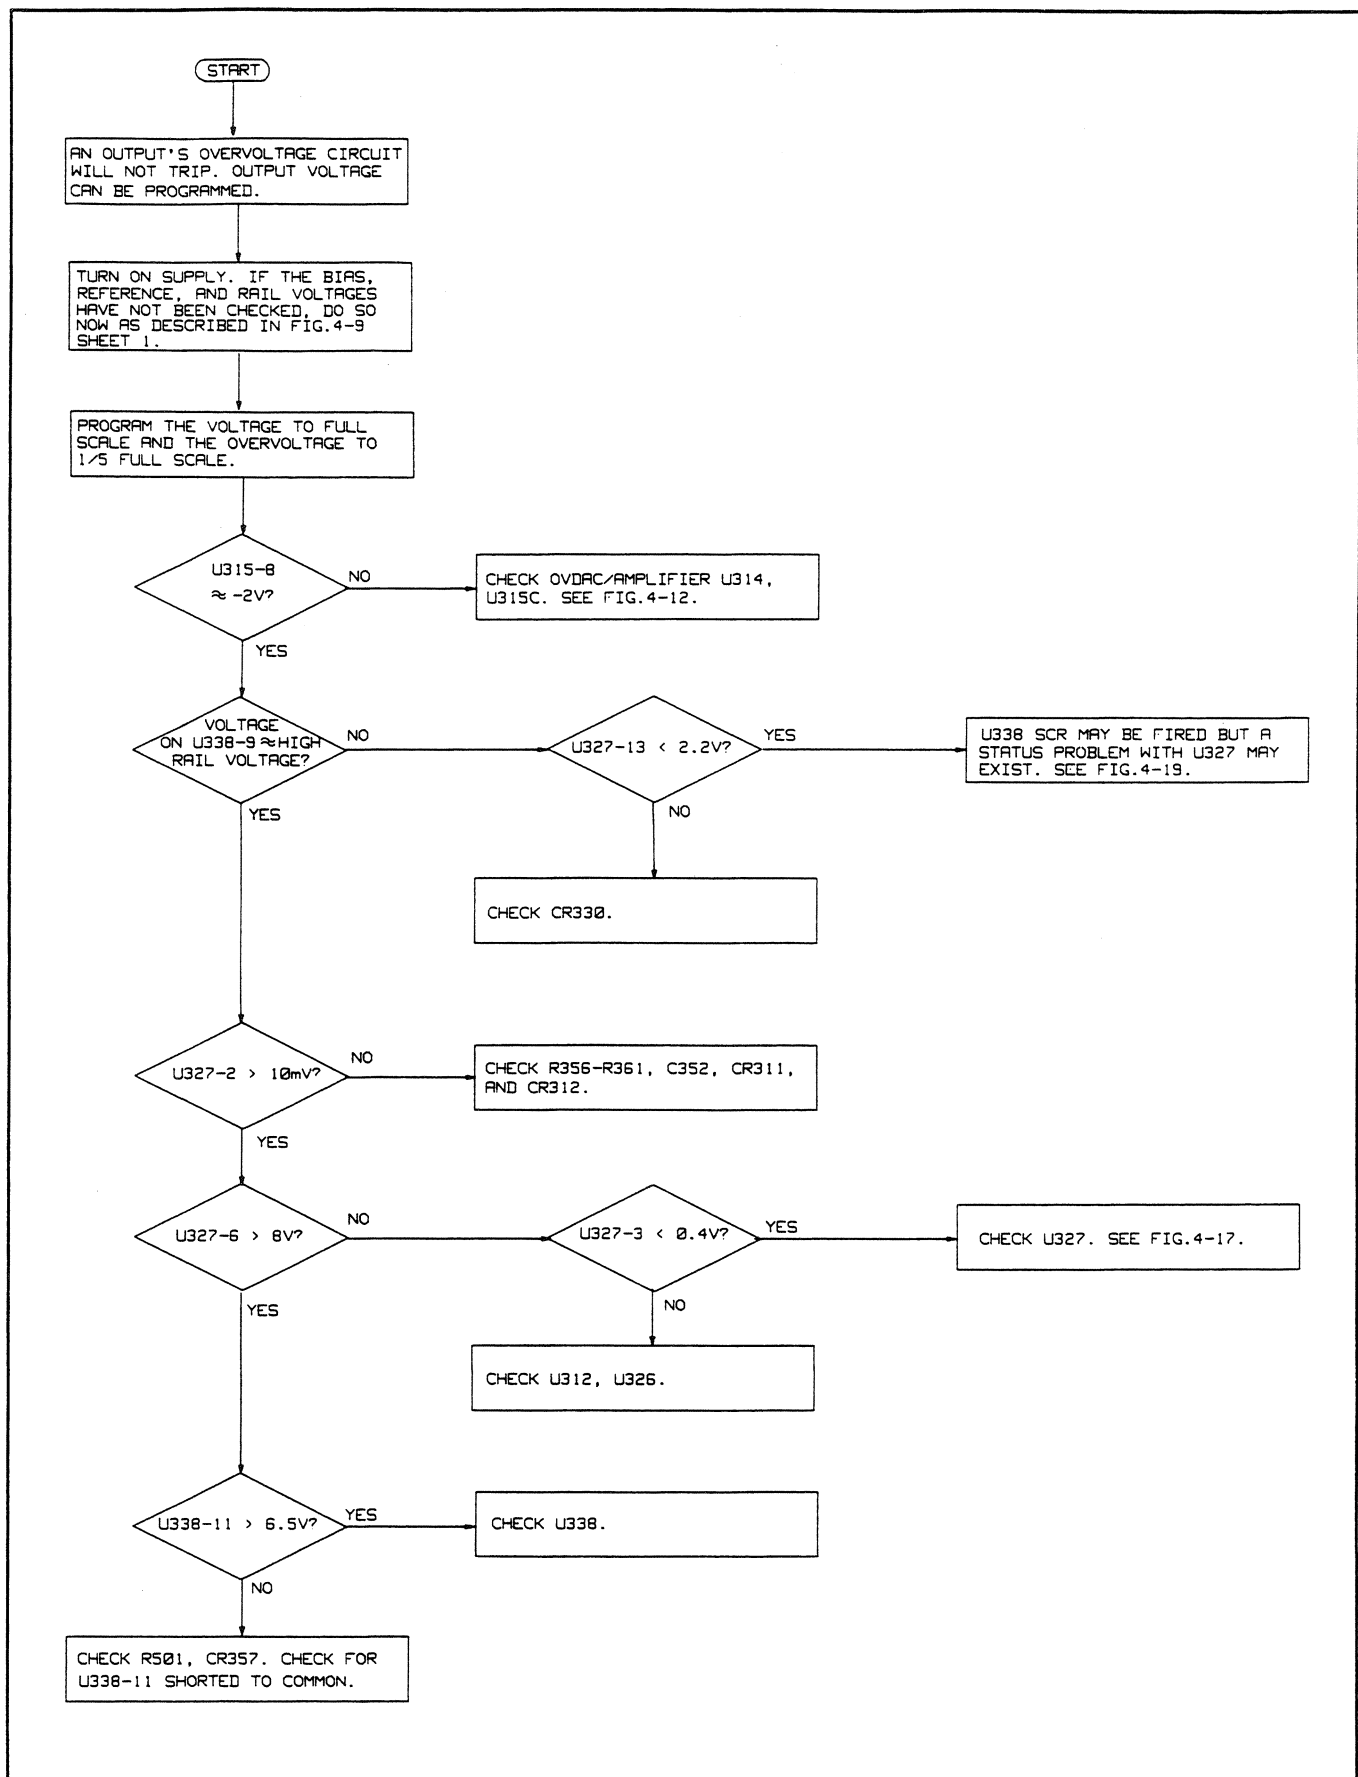 START
AN OUTPUT'S OVERVOLTAGE CIRCUIT
WILL NOT TRIP. OUTPUT VOLTAGE
CAN BE PROGRAMMED.
TURN ON SUPPLY. IF THE BIAS,
REFERENCE, AND RAIL VOLTAGES
HAVE NOT BEEN CHECKED, DO SO
NOW AS DESCRIBED IN FIG.4-9
SHEET 1.
PROGRAM THE VOLTAGE TO FULL
SCALE AND THE OVERVOLTAGE TO
1/5 FULL SCALE.
U315-8
≈ -2V?
NO
CHECK OVDAC/AMPLIFIER U314,
U315C. SEE FIG.4-12.
YES
VOLTAGE
ON U338-9≈HIGH
RAIL VOLTAGE?
NO
U327-13 < 2.2V?
YES
U338 SCR MAY BE FIRED BUT A
STATUS PROBLEM WITH U327 MAY
EXIST. SEE FIG.4-19.
YES
NO
CHECK CR330.
U327-2 > 10mV?
NO
CHECK R356-R361, C352, CR311,
AND CR312.
YES
U327-6 > 8V?
NO
U327-3 < 0.4V?
YES
CHECK U327. SEE FIG.4-17.
YES
NO
CHECK U312, U326.
U338-11 > 6.5V?
YES
CHECK U338.
NO
CHECK R501, CR357. CHECK FOR
U338-11 SHORTED TO COMMON.